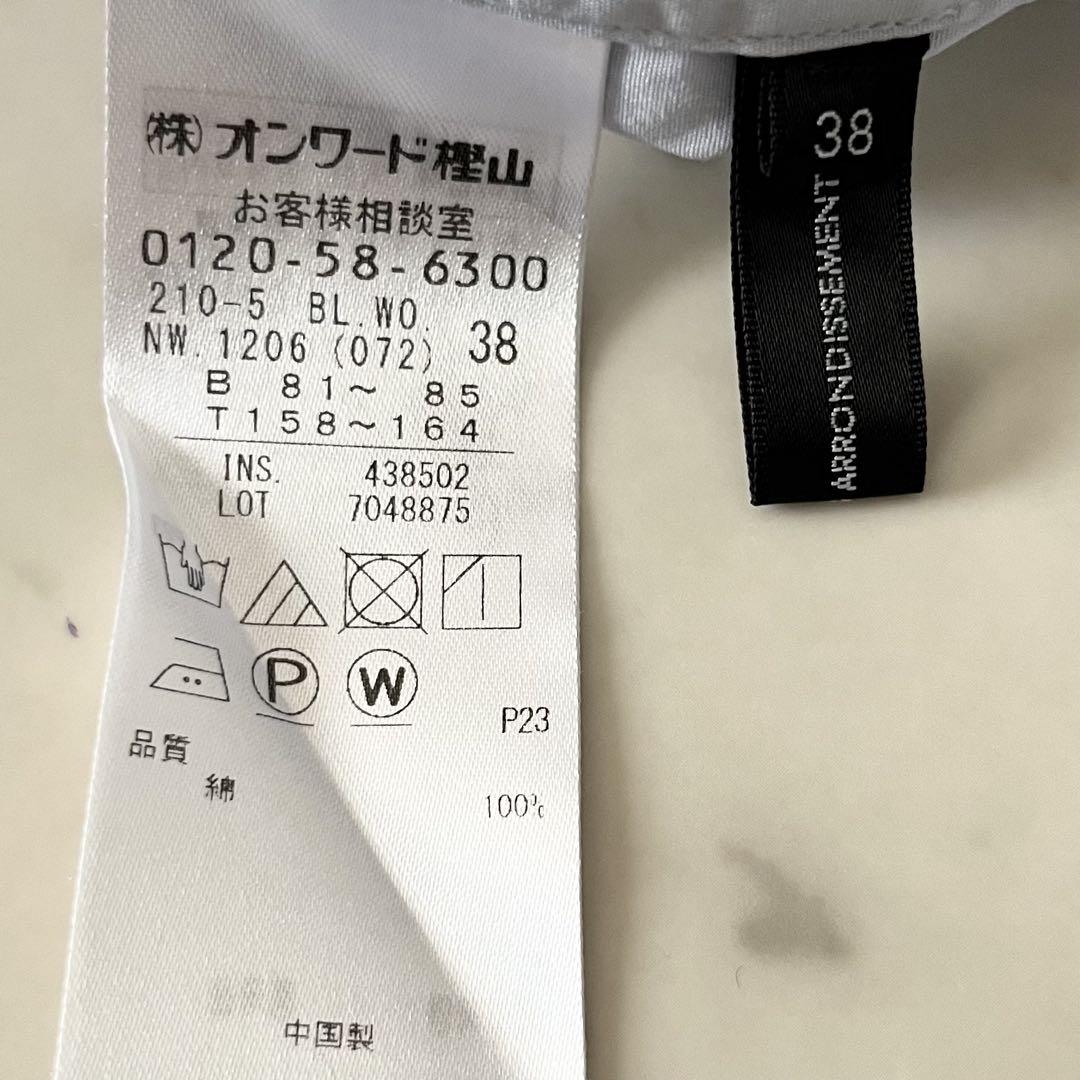 (株)オンワード樫山
お客様相談室
0120-58-6300
210-5 BL.WO.
NW.1206 (072) 38
B 81～ 85
T158～164
INS. 438502
LOT 7048875
P
W
P23
品質
綿
100%
中国製
38
ARRONDISSEMENT